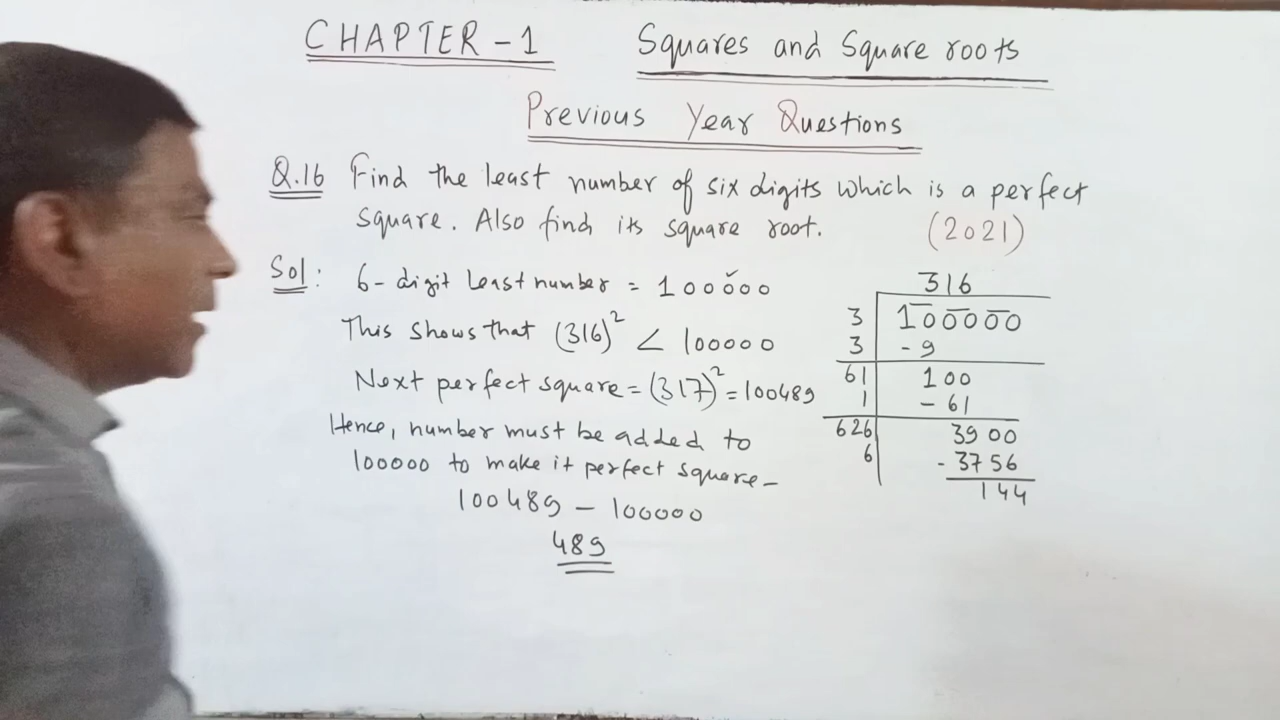 CHAPTER - 1 Squares and Square roots
Previous Year Questions
Q.16 Find the least number of six digits which is a perfect
square. Also find its square root. (2021)
Sol: 6-digit least number = 100000
This shows that (316)² < 100000
Next perfect square = (317)² = 100489
Hence, number must be added to
100000 to make it perfect square -
100489 - 100000
489
316
3 100000
3 - 9
61 100
1 - 61
626 3900
6 - 3756
144